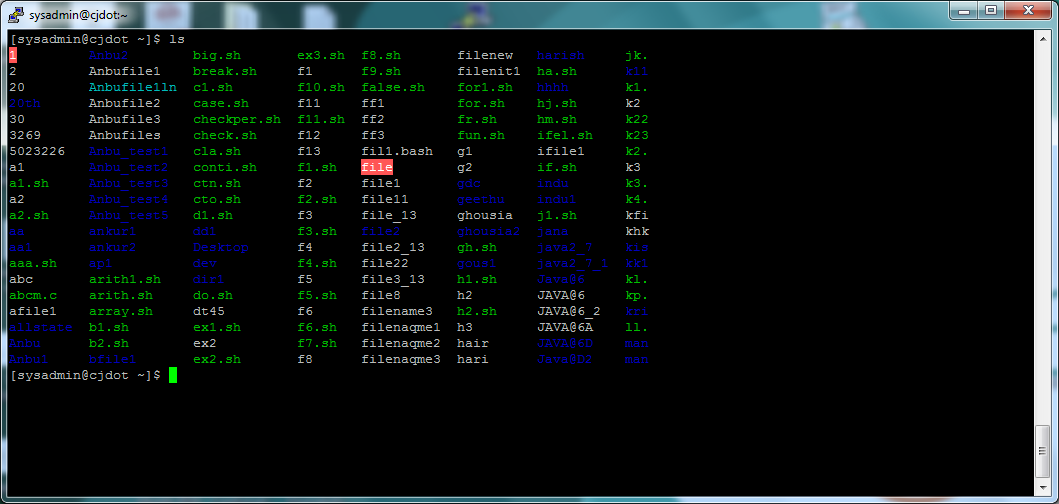 sysadmin@cjdot:~
[sysadmin@cjdot ~]$ ls
1 Anbu2 big.sh ex3.sh f8.sh filenew harish jk.
2 Anbufile1 break.sh f1 f9.sh filenit1 ha.sh k11
20 Anbufile1ln c1.sh f10.sh false.sh for1.sh hhhh k1.
20th Anbufile2 case.sh f11 ff1 for.sh hj.sh k2
30 Anbufile3 checkper.sh f11.sh ff2 fr.sh hm.sh k22
3269 Anbufiles check.sh f12 ff3 fun.sh ifel.sh k23
5023226 Anbu_test1 cla.sh f13 fil1.bash g1 ifile1 k2.
a1 Anbu_test2 conti.sh f1.sh file g2 if.sh k3
a1.sh Anbu_test3 ctn.sh f2 file1 gdc indu k3.
a2 Anbu_test4 cto.sh f2.sh file11 geethu indu1 k4.
a2.sh Anbu_test5 d1.sh f3 file_13 ghousia j1.sh kfi
aa ankur1 dd1 f3.sh file2 ghousia2 jana khk
aa1 ankur2 Desktop f4 file2_13 gh.sh java2_7 kis
aaa.sh ap1 dev f4.sh file22 gous1 java2_7_1 kk1
abc arith1.sh dir1 f5 file3_13 h1.sh Java@6 kl.
abcm.c arith.sh do.sh f5.sh file8 h2 JAVA@6 kp.
afile1 array.sh dt45 f6 filename3 h2.sh JAVA@6_2 kri
allstate b1.sh ex1.sh f6.sh filenaqme1 h3 JAVA@6A ll.
Anbu b2.sh ex2 f7.sh filenaqme2 hair JAVA@6D man
Anbu1 bfile1 ex2.sh f8 filenaqme3 hari Java@D2 man
[sysadmin@cjdot ~]$